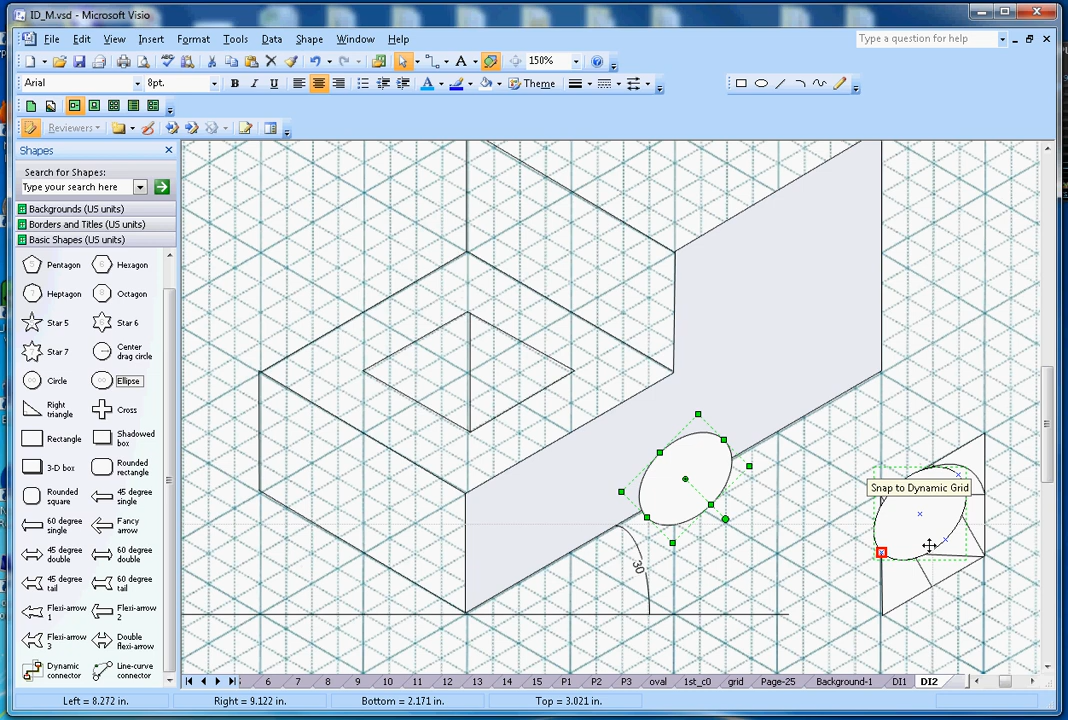 ID_M.vsd - Microsoft Visio
File Edit View Insert Format Tools Data Shape Window Help
Type a question for help
150%
Arial 8pt. B I U A Theme
Reviewers
Shapes
Search for Shapes:
Type your search here
Backgrounds (US units)
Borders and Titles (US units)
Basic Shapes (US units)
Pentagon Hexagon
Heptagon Octagon
Star 5 Star 6
Star 7 Center drag circle
Circle Ellipse
Right triangle Cross
Rectangle Shadowed box
3-D box Rounded rectangle
Rounded square 45 degree single
60 degree single Fancy arrow
45 degree double 60 degree double
45 degree tail 60 degree tail
Flexi-arrow 1 Flexi-arrow 2
Flexi-arrow 3 Double flexi-arrow
Dynamic connector Line-curve connector
Snap to Dynamic Grid
30
6 7 8 9 10 11 12 13 14 15 P1 P2 P3 oval 1st_c0 grid Page-25 Background-1 DI1 DI2
Left = 8.272 in. Right = 9.122 in. Bottom = 2.171 in. Top = 3.021 in.